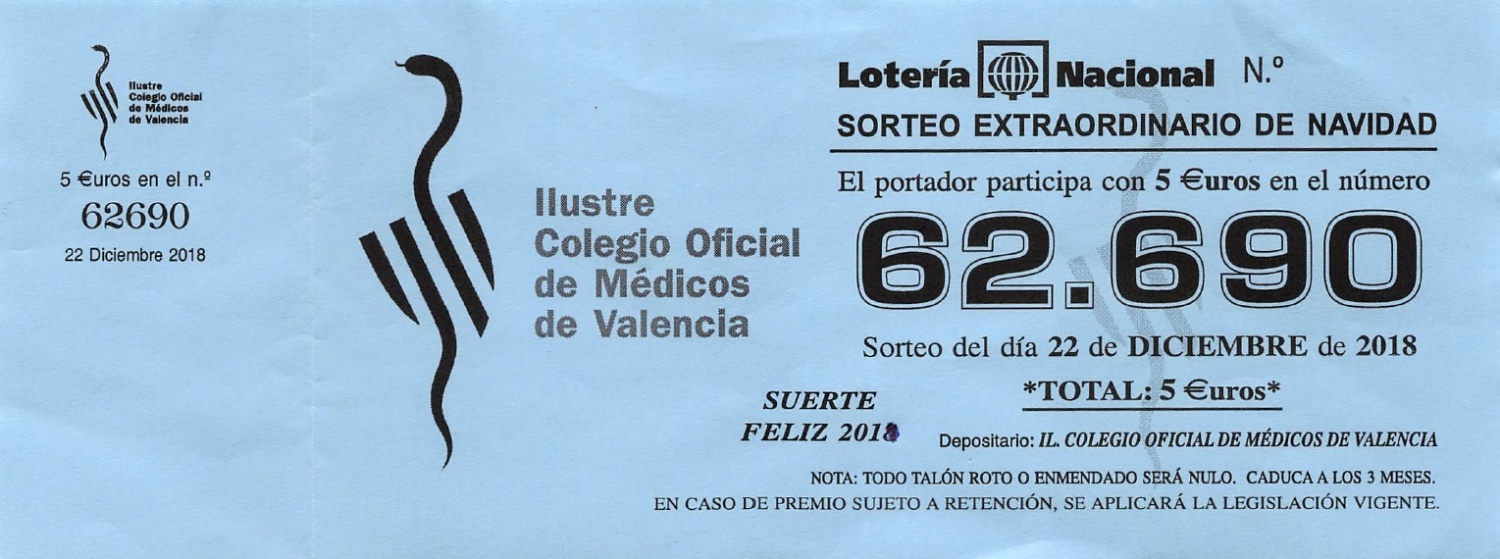 Ilustre
Colegio Oficial
de Médicos
de Valencia
5 €uros en el n.º
62690
22 Diciembre 2018
Ilustre
Colegio Oficial
de Médicos
de Valencia
SUERTE
FELIZ 2018
Lotería Nacional N.º
SORTEO EXTRAORDINARIO DE NAVIDAD
El portador participa con 5 €uros en el número
62.690
Sorteo del día 22 de DICIEMBRE de 2018
*TOTAL: 5 €uros*
Depositario: IL. COLEGIO OFICIAL DE MÉDICOS DE VALENCIA
NOTA: TODO TALÓN ROTO O ENMENDADO SERÁ NULO. CADUCA A LOS 3 MESES.
EN CASO DE PREMIO SUJETO A RETENCIÓN, SE APLICARÁ LA LEGISLACIÓN VIGENTE.